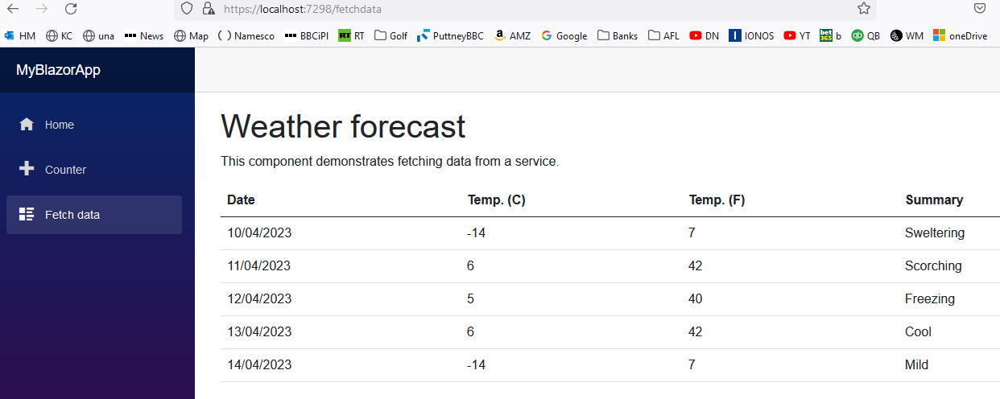 https://localhost:7298/fetchdata
HM KC una News Map Namesco BBCiPl RT Golf PuttneyBBC AMZ Google Banks AFL DN IONOS YT bet365 b QB WM oneDrive
MyBlazorApp
Home
Counter
Fetch data
Weather forecast
This component demonstrates fetching data from a service.
Date Temp. (C) Temp. (F) Summary
10/04/2023 -14 7 Sweltering
11/04/2023 6 42 Scorching
12/04/2023 5 40 Freezing
13/04/2023 6 42 Cool
14/04/2023 -14 7 Mild